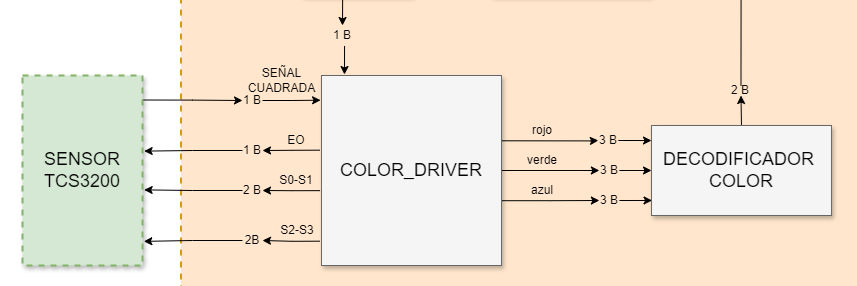 1 B
SEÑAL
CUADRADA
1 B
EO
1 B
S0-S1
2 B
S2-S3
2B
SENSOR
TCS3200
COLOR_DRIVER
rojo
3 B
verde
3 B
azul
3 B
2 B
DECODIFICADOR
COLOR